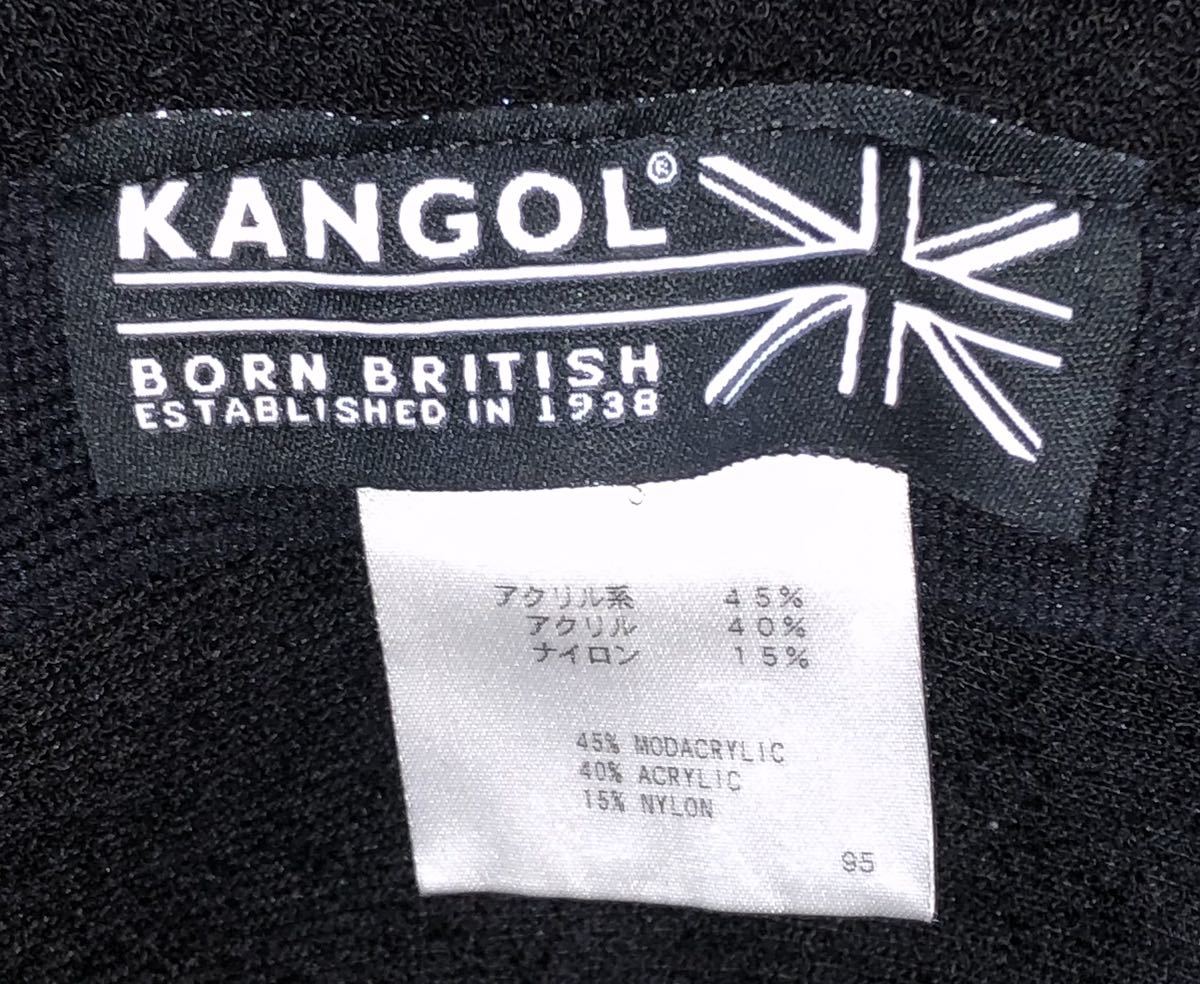 KANGOL®
BORN BRITISH
ESTABLISHED IN 1938
アクリル系 45%
アクリル 40%
ナイロン 15%
45% MODACRYLIC
40% ACRYLIC
15% NYLON
95